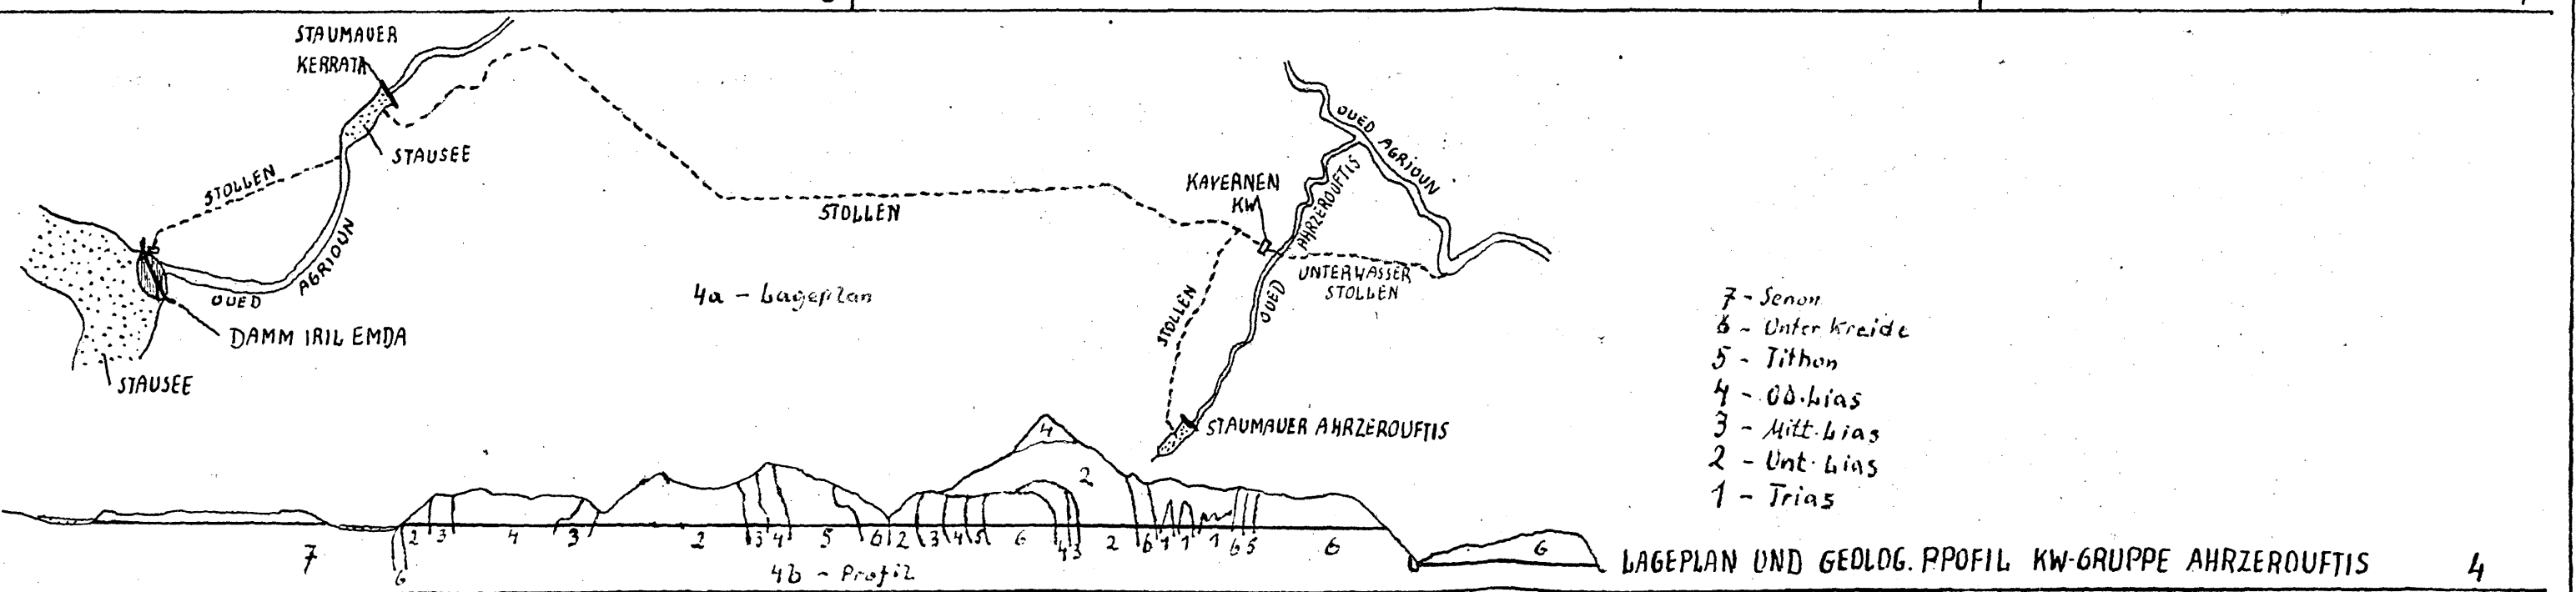 STAUMAUER
KERRATA
STAUSEE
STOLLEN
OUED AGRIOUN
DAMM IRIL EMDA
STAUSEE
STOLLEN
4a - Lageplan
OUED AGRIOUN
KAVERNEN
KW
OUED AHRZEROUFTIS
UNTERWASSER
STOLLEN
STOLLEN
STAUMAUER AHRZEROUFTIS
7 - Senon
6 - Unter Kreide
5 - Tithon
4 - Ob. Lias
3 - Mitt. Lias
2 - Unt. Lias
1 - Trias
4
2
7 6 2 3 4 3 2 3 4 5 6 2 3 4 5 6 4 3 2 6 1 1 1 6 5 6 6
4b - Profil
LAGEPLAN UND GEOLOG. PPOFIL KW-GRUPPE AHRZEROUFTIS 4